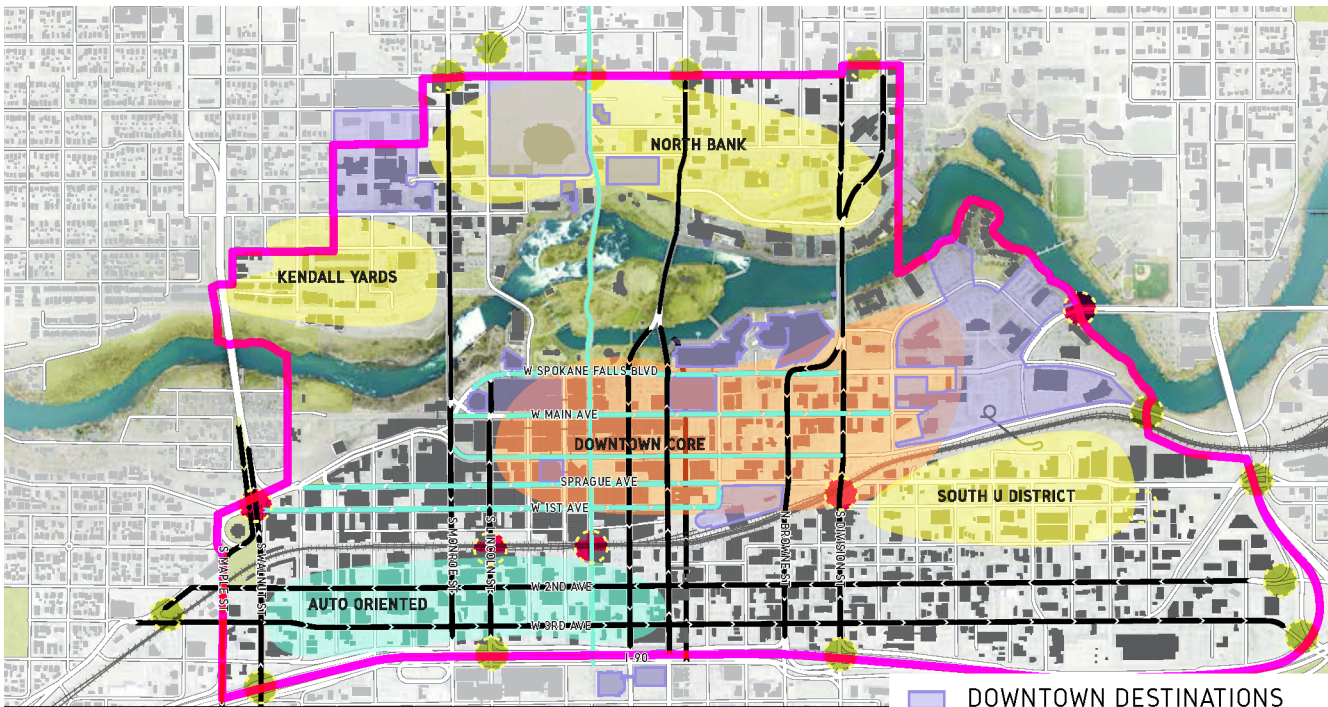 NORTH BANK
KENDALL YARDS
W SPOKANE FALLS BLVD
W MAIN AVE
DOWNTOWN CORE
SPRAGUE AVE
W 1ST AVE
SOUTH U DISTRICT
S MAPLE ST
S WALNUT ST
S MONROE ST
S LINCOLN ST
N BROWNE ST
S DIVISION ST
W 2ND AVE
AUTO ORIENTED
W 3RD AVE
I-90
DOWNTOWN DESTINATIONS